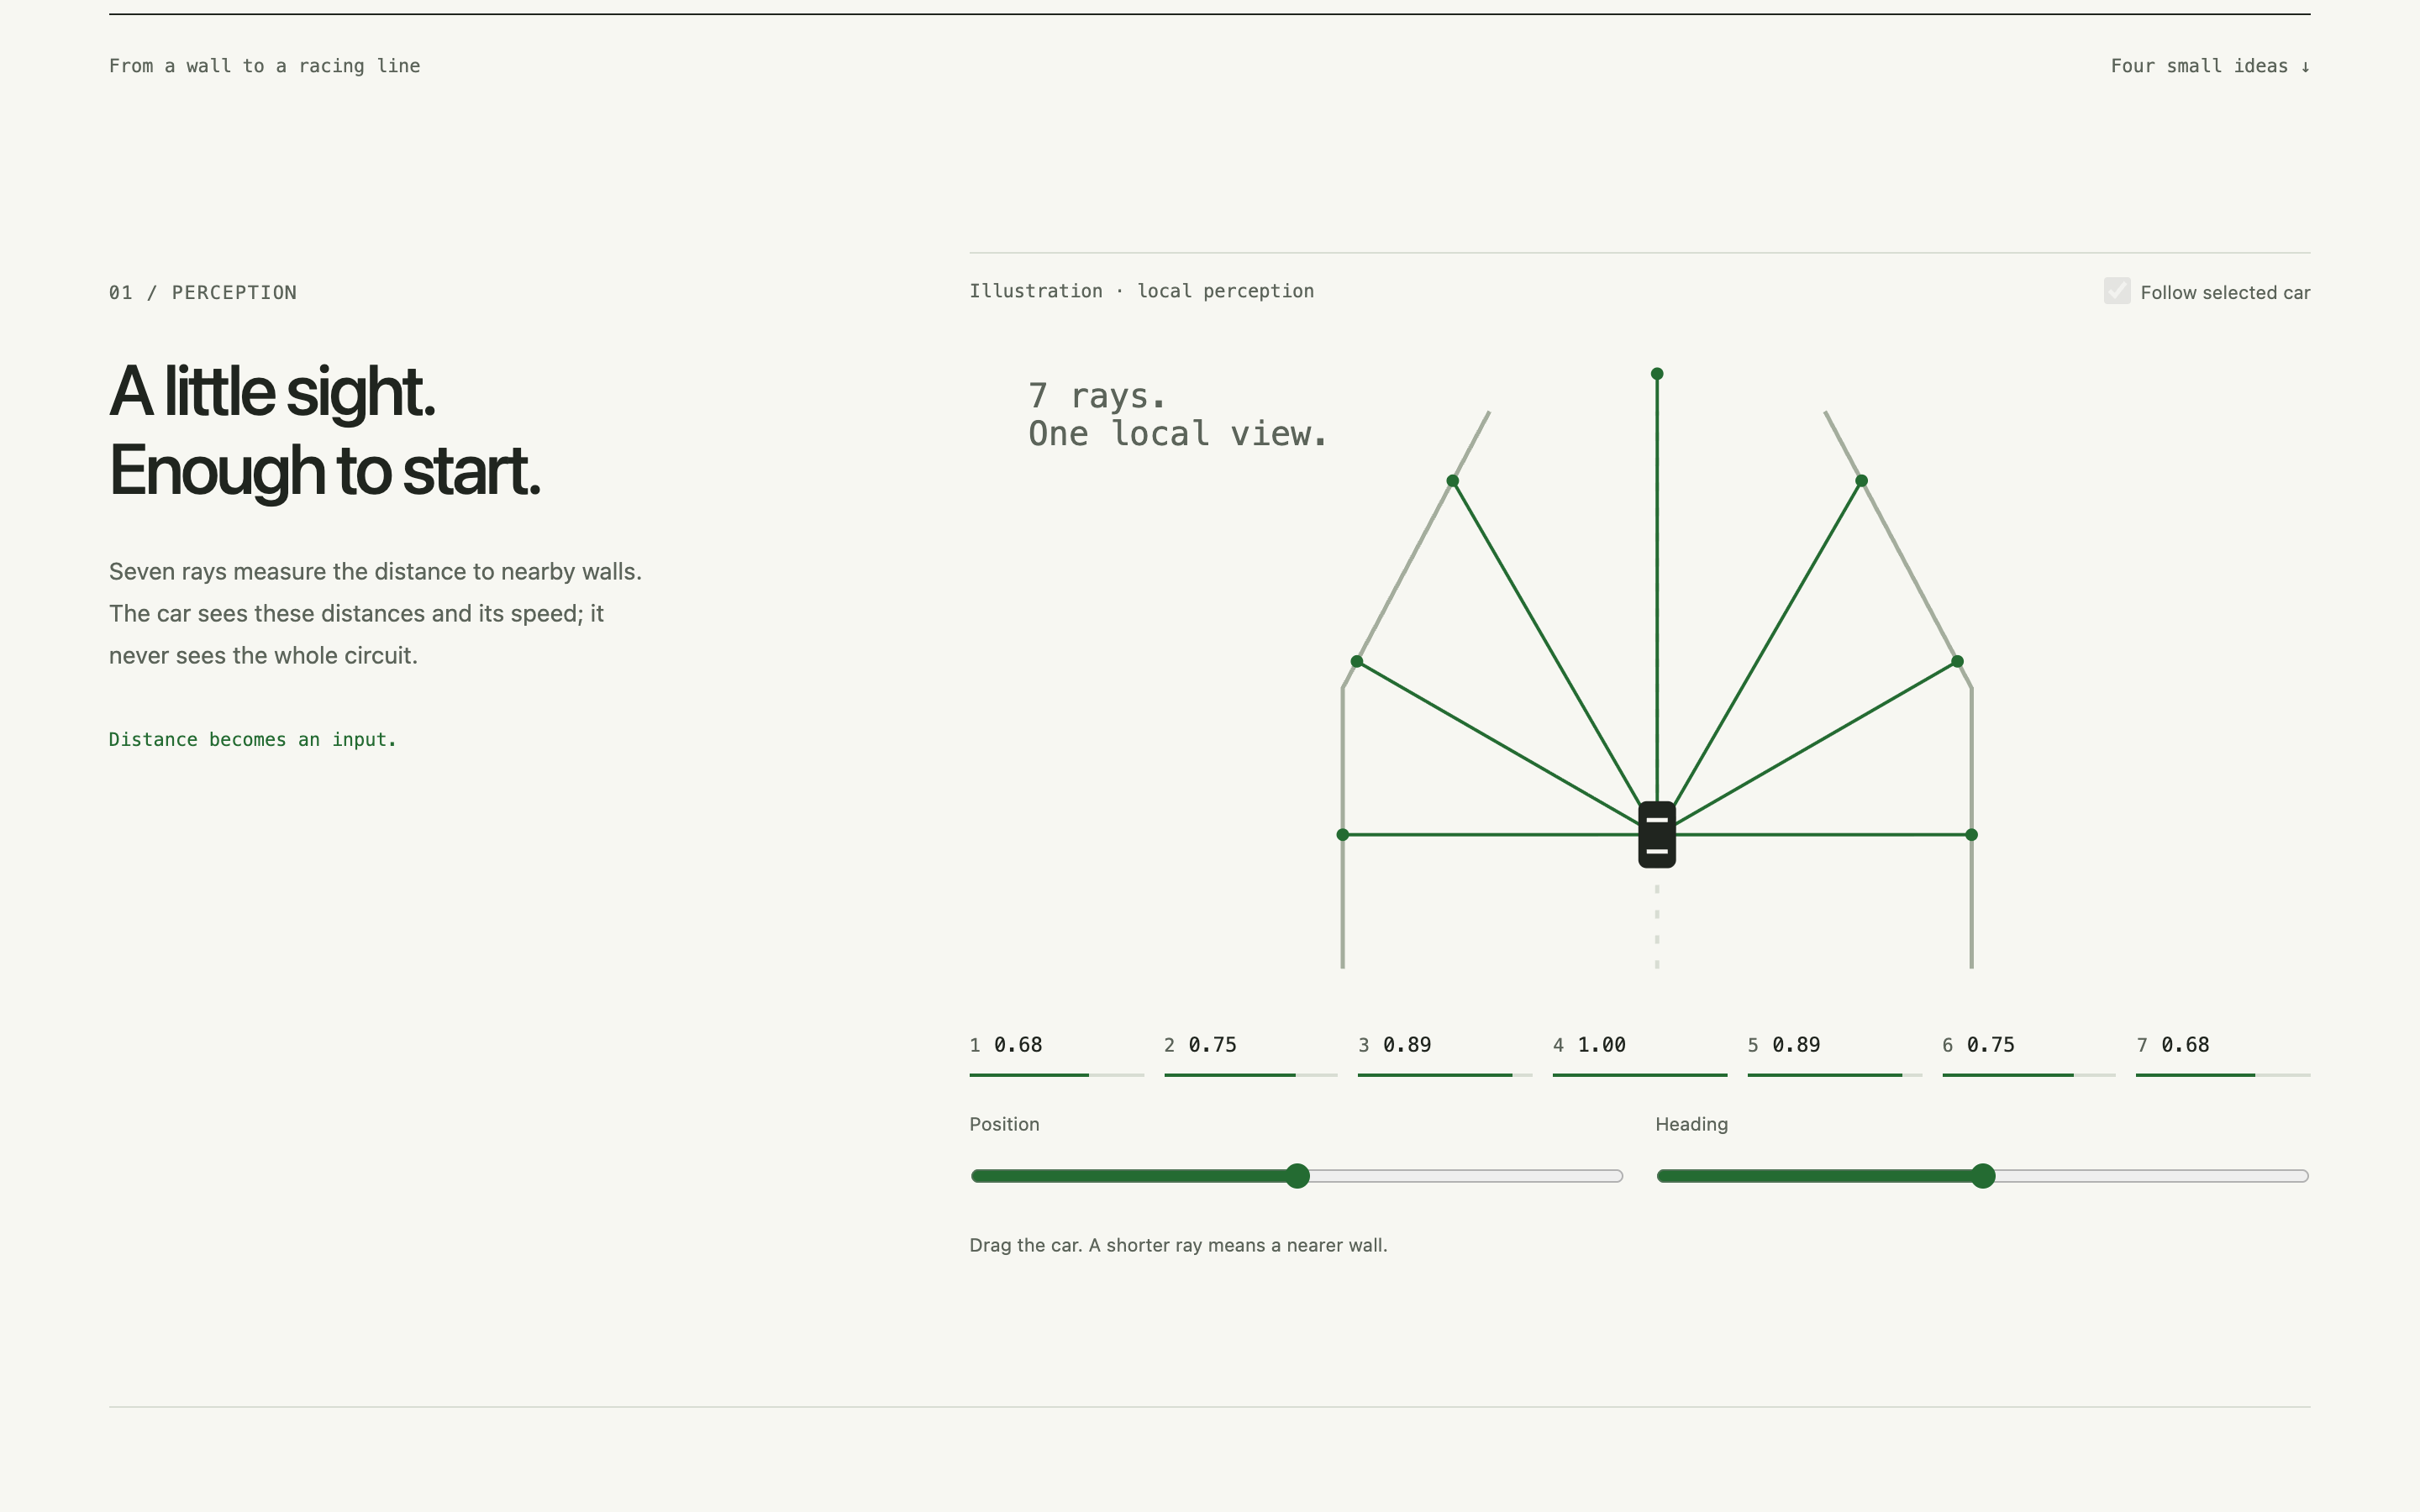 From a wall to a racing line
Four small ideas ↓
01 / PERCEPTION
A little sight.
Enough to start.
Seven rays measure the distance to nearby walls.
The car sees these distances and its speed; it
never sees the whole circuit.
Distance becomes an input.
Illustration · local perception
Follow selected car
7 rays.
One local view.
1 0.68
2 0.75
3 0.89
4 1.00
5 0.89
6 0.75
7 0.68
Position
Heading
Drag the car. A shorter ray means a nearer wall.